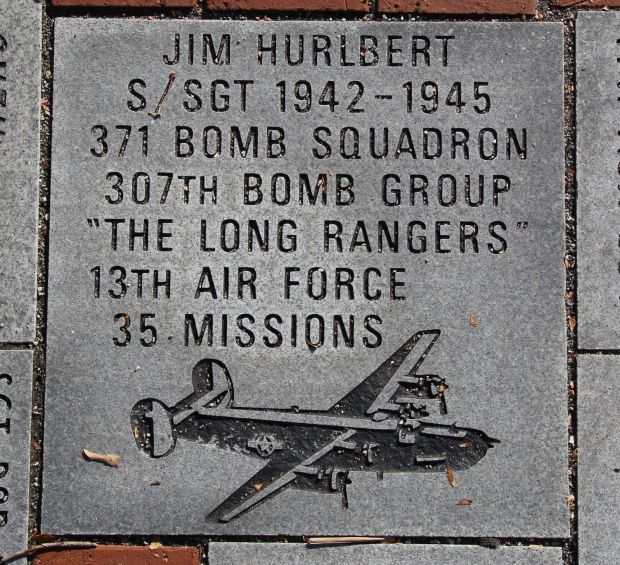 JIM HURLBERT
S/SGT 1942-1945
371 BOMB SQUADRON
307TH BOMB GROUP
"THE LONG RANGERS"
13TH AIR FORCE
35 MISSIONS